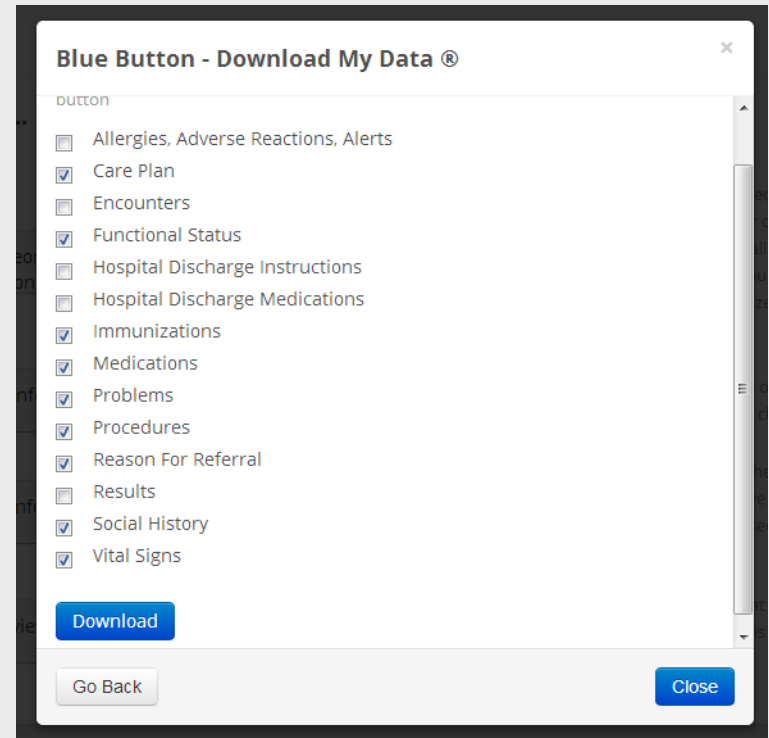 Blue Button - Download My Data ®
×
button
Allergies, Adverse Reactions, Alerts
Care Plan
Encounters
Functional Status
Hospital Discharge Instructions
Hospital Discharge Medications
Immunizations
Medications
Problems
Procedures
Reason For Referral
Results
Social History
Vital Signs
Download
Go Back
Close